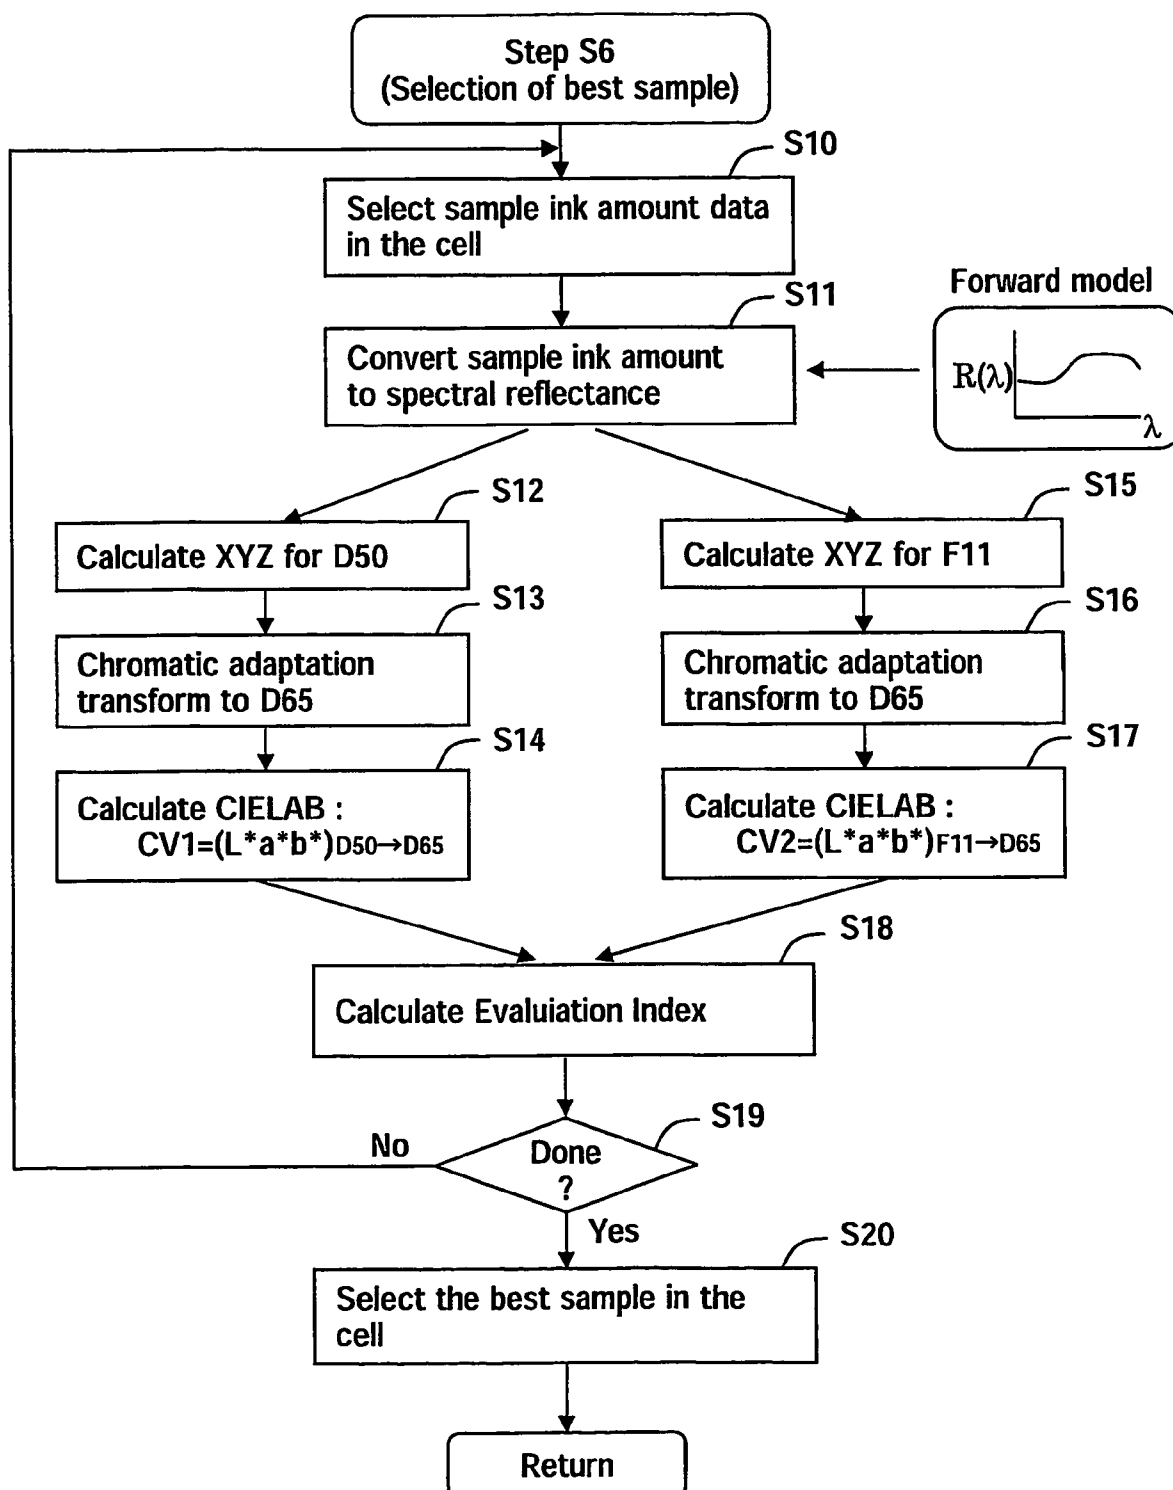 Step S6
(Selection of best sample)
S10
Select sample ink amount data
in the cell
S11
Forward model
Convert sample ink amount
to spectral reflectance
R(λ)
λ
S12
S15
Calculate XYZ for D50
Calculate XYZ for F11
S13
S16
Chromatic adaptation
transform to D65
Chromatic adaptation
transform to D65
S14
S17
Calculate CIELAB :
CV1=(L*a*b*)D50→D65
Calculate CIELAB :
CV2=(L*a*b*)F11→D65
S18
Calculate Evaluiation Index
S19
No
Done
?
Yes
S20
Select the best sample in the
cell
Return